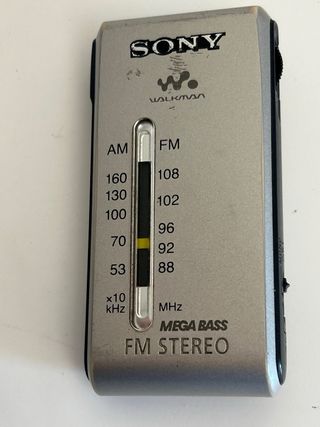 SONY
WALKMAN
AM FM
160 108
130
102
100
96
70
92
53 88
x10
kHz MHz
MEGA BASS
FM STEREO